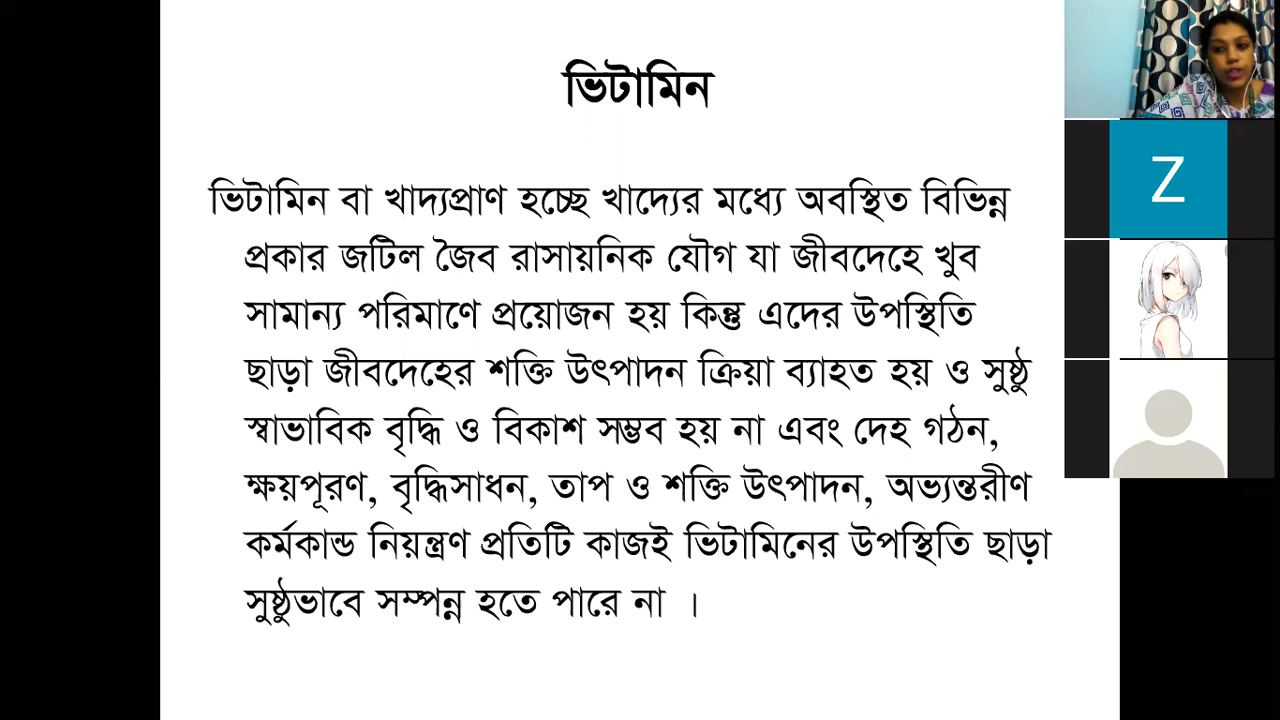 ভিটামিন
ভিটামিন বা খাদ্যপ্রাণ হচ্ছে খাদ্যের মধ্যে অবস্থিত বিভিন্ন
প্রকার জটিল জৈব রাসায়নিক যৌগ যা জীবদেহে খুব
সামান্য পরিমাণে প্রয়োজন হয় কিন্তু এদের উপস্থিতি
ছাড়া জীবদেহের শক্তি উৎপাদন ক্রিয়া ব্যাহত হয় ও সুষ্ঠু
স্বাভাবিক বৃদ্ধি ও বিকাশ সম্ভব হয় না এবং দেহ গঠন,
ক্ষয়পূরণ, বৃদ্ধিসাধন, তাপ ও শক্তি উৎপাদন, অভ্যন্তরীণ
কর্মকান্ড নিয়ন্ত্রণ প্রতিটি কাজই ভিটামিনের উপস্থিতি ছাড়া
সুষ্ঠুভাবে সম্পন্ন হতে পারে না ।
Z